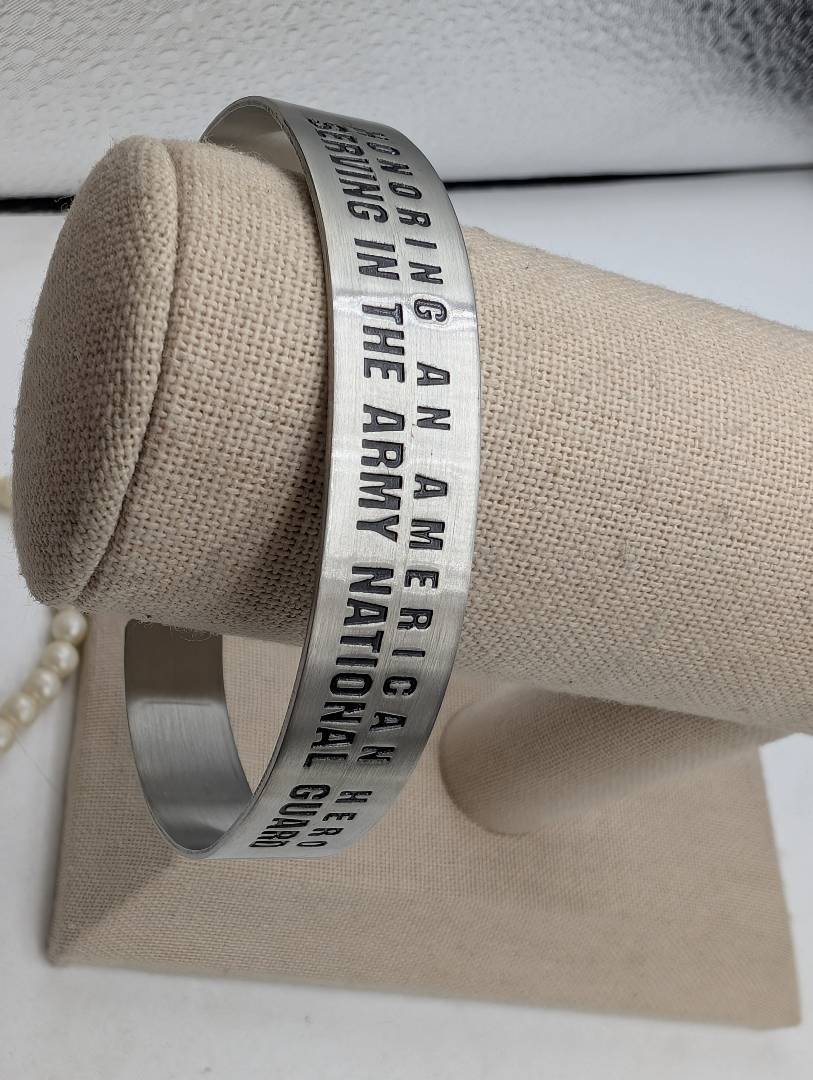 HONORING AN AMERICAN HERO
SERVING IN THE ARMY NATIONAL GUARD